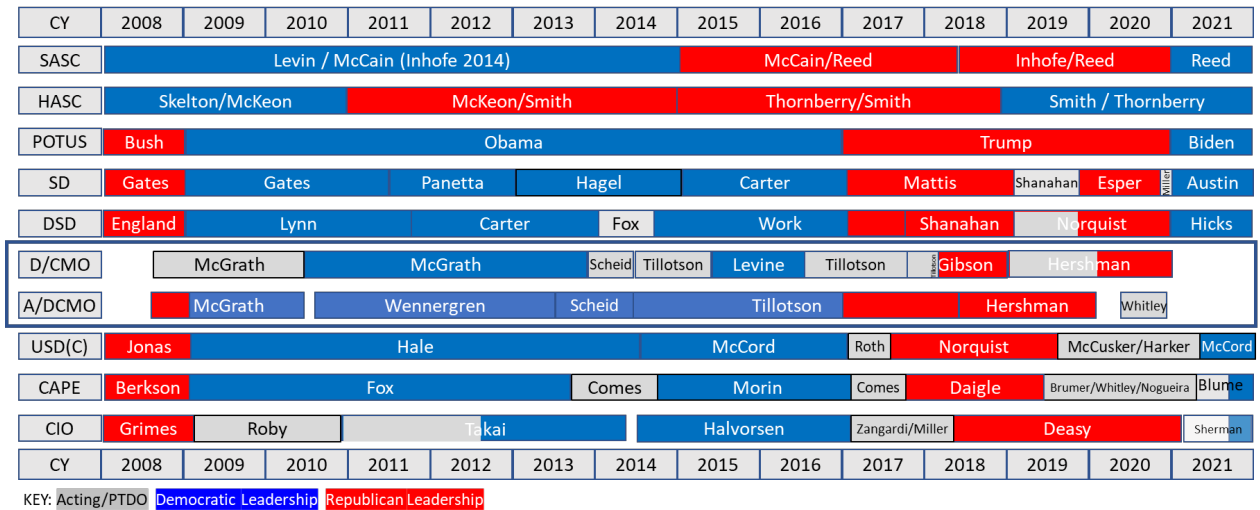 CY 2008 2009 2010 2011 2012 2013 2014 2015 2016 2017 2018 2019 2020 2021
SASC Levin / McCain (Inhofe 2014) McCain/Reed Inhofe/Reed Reed
HASC Skelton/McKeon McKeon/Smith Thornberry/Smith Smith / Thornberry
POTUS Bush Obama Trump Biden
SD Gates Gates Panetta Hagel Carter Mattis Shanahan Esper Miller Austin
DSD England Lynn Carter Fox Work Shanahan Norquist Hicks
D/CMO McGrath McGrath Scheid Tillotson Levine Tillotson Tillotson Gibson Hershman
A/DCMO McGrath Wennergren Scheid Tillotson Hershman Whitley
USD(C) Jonas Hale McCord Roth Norquist McCusker/Harker McCord
CAPE Berkson Fox Comes Morin Comes Daigle Brumer/Whitley/Nogueira Blume
CIO Grimes Roby Takai Halvorsen Zangardi/Miller Deasy Sherman
CY 2008 2009 2010 2011 2012 2013 2014 2015 2016 2017 2018 2019 2020 2021
KEY: Acting/PTDO Democratic Leadership Republican Leadership